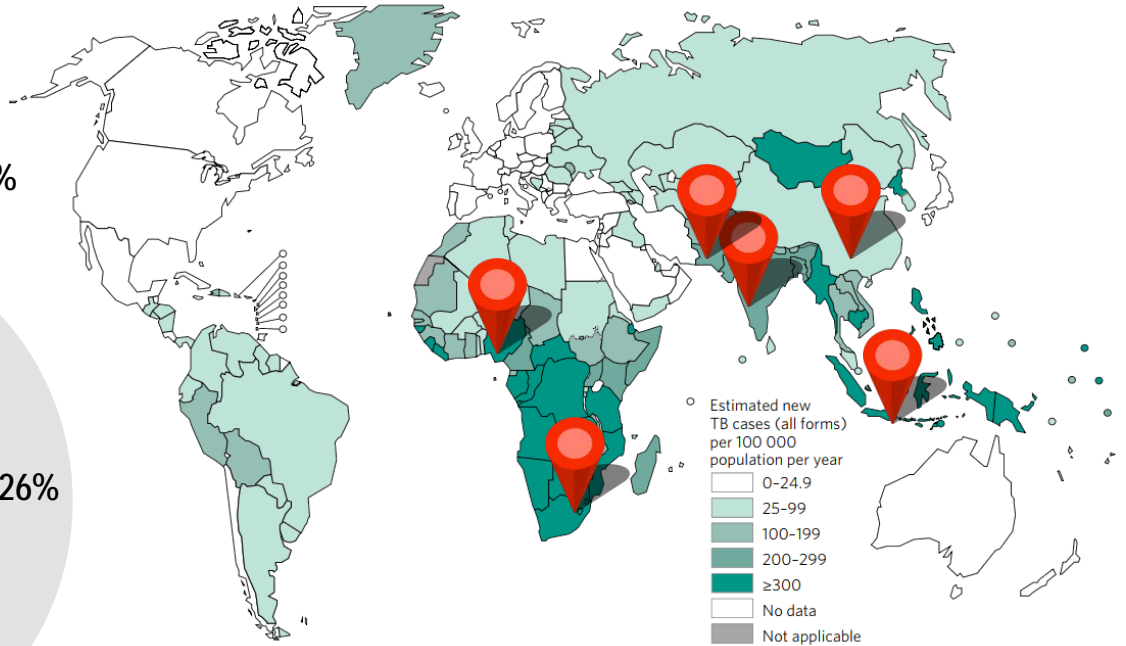 %
26%
Estimated new
TB cases (all forms)
per 100 000
population per year
0–24.9
25–99
100–199
200–299
≥300
No data
Not applicable